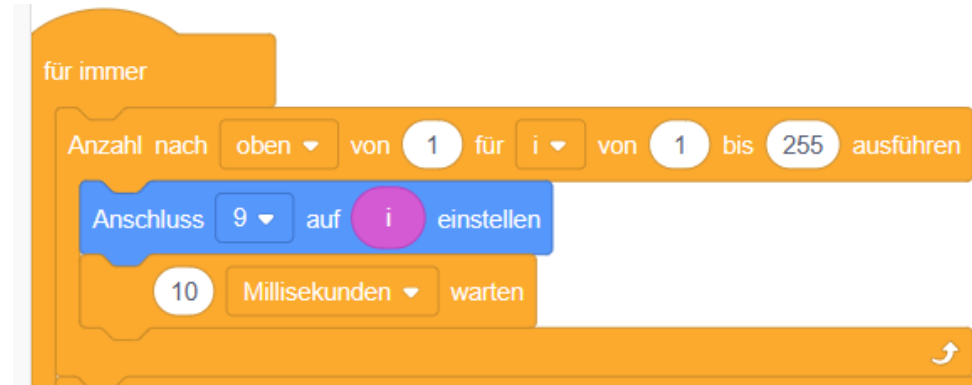 für immer
Anzahl nach oben von 1 für i von 1 bis 255 ausführen
Anschluss 9 auf i einstellen
10 Millisekunden warten